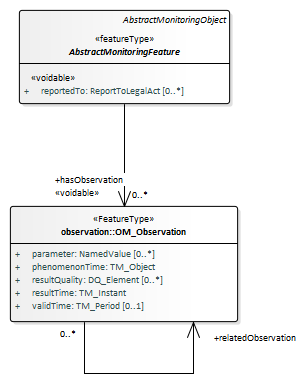 AbstractMonitoringObject
«featureType»
AbstractMonitoringFeature
«voidable»
+ reportedTo: ReportToLegalAct [0..*]
+hasObservation
«voidable» 0..*
«FeatureType»
observation::OM_Observation
+ parameter: NamedValue [0..*]
+ phenomenonTime: TM_Object
+ resultQuality: DQ_Element [0..*]
+ resultTime: TM_Instant
+ validTime: TM_Period [0..1]
0..*
+relatedObservation